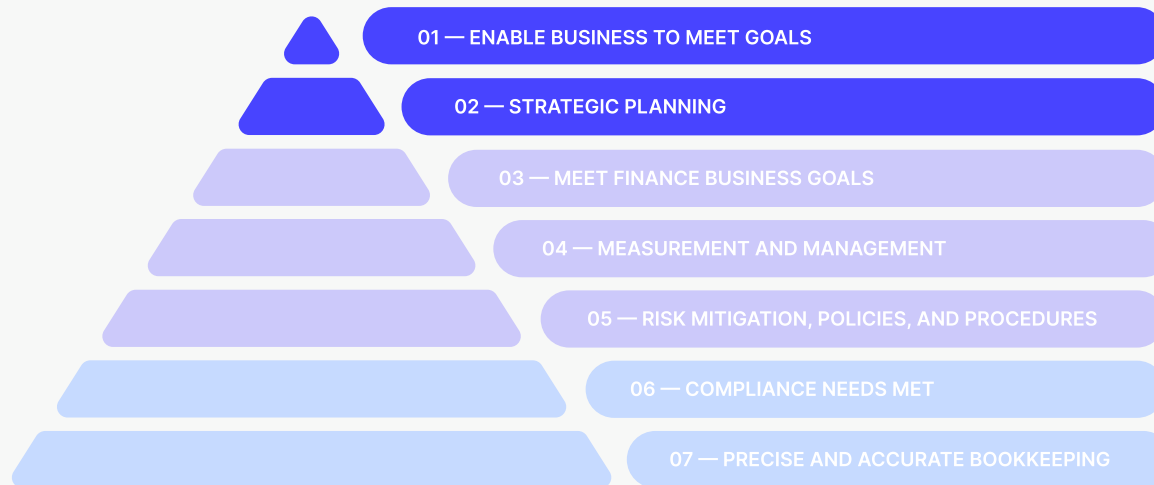 01 — ENABLE BUSINESS TO MEET GOALS
02 — STRATEGIC PLANNING
03 — MEET FINANCE BUSINESS GOALS
04 — MEASUREMENT AND MANAGEMENT
05 — RISK MITIGATION, POLICIES, AND PROCEDURES
06 — COMPLIANCE NEEDS MET
07 — PRECISE AND ACCURATE BOOKKEEPING